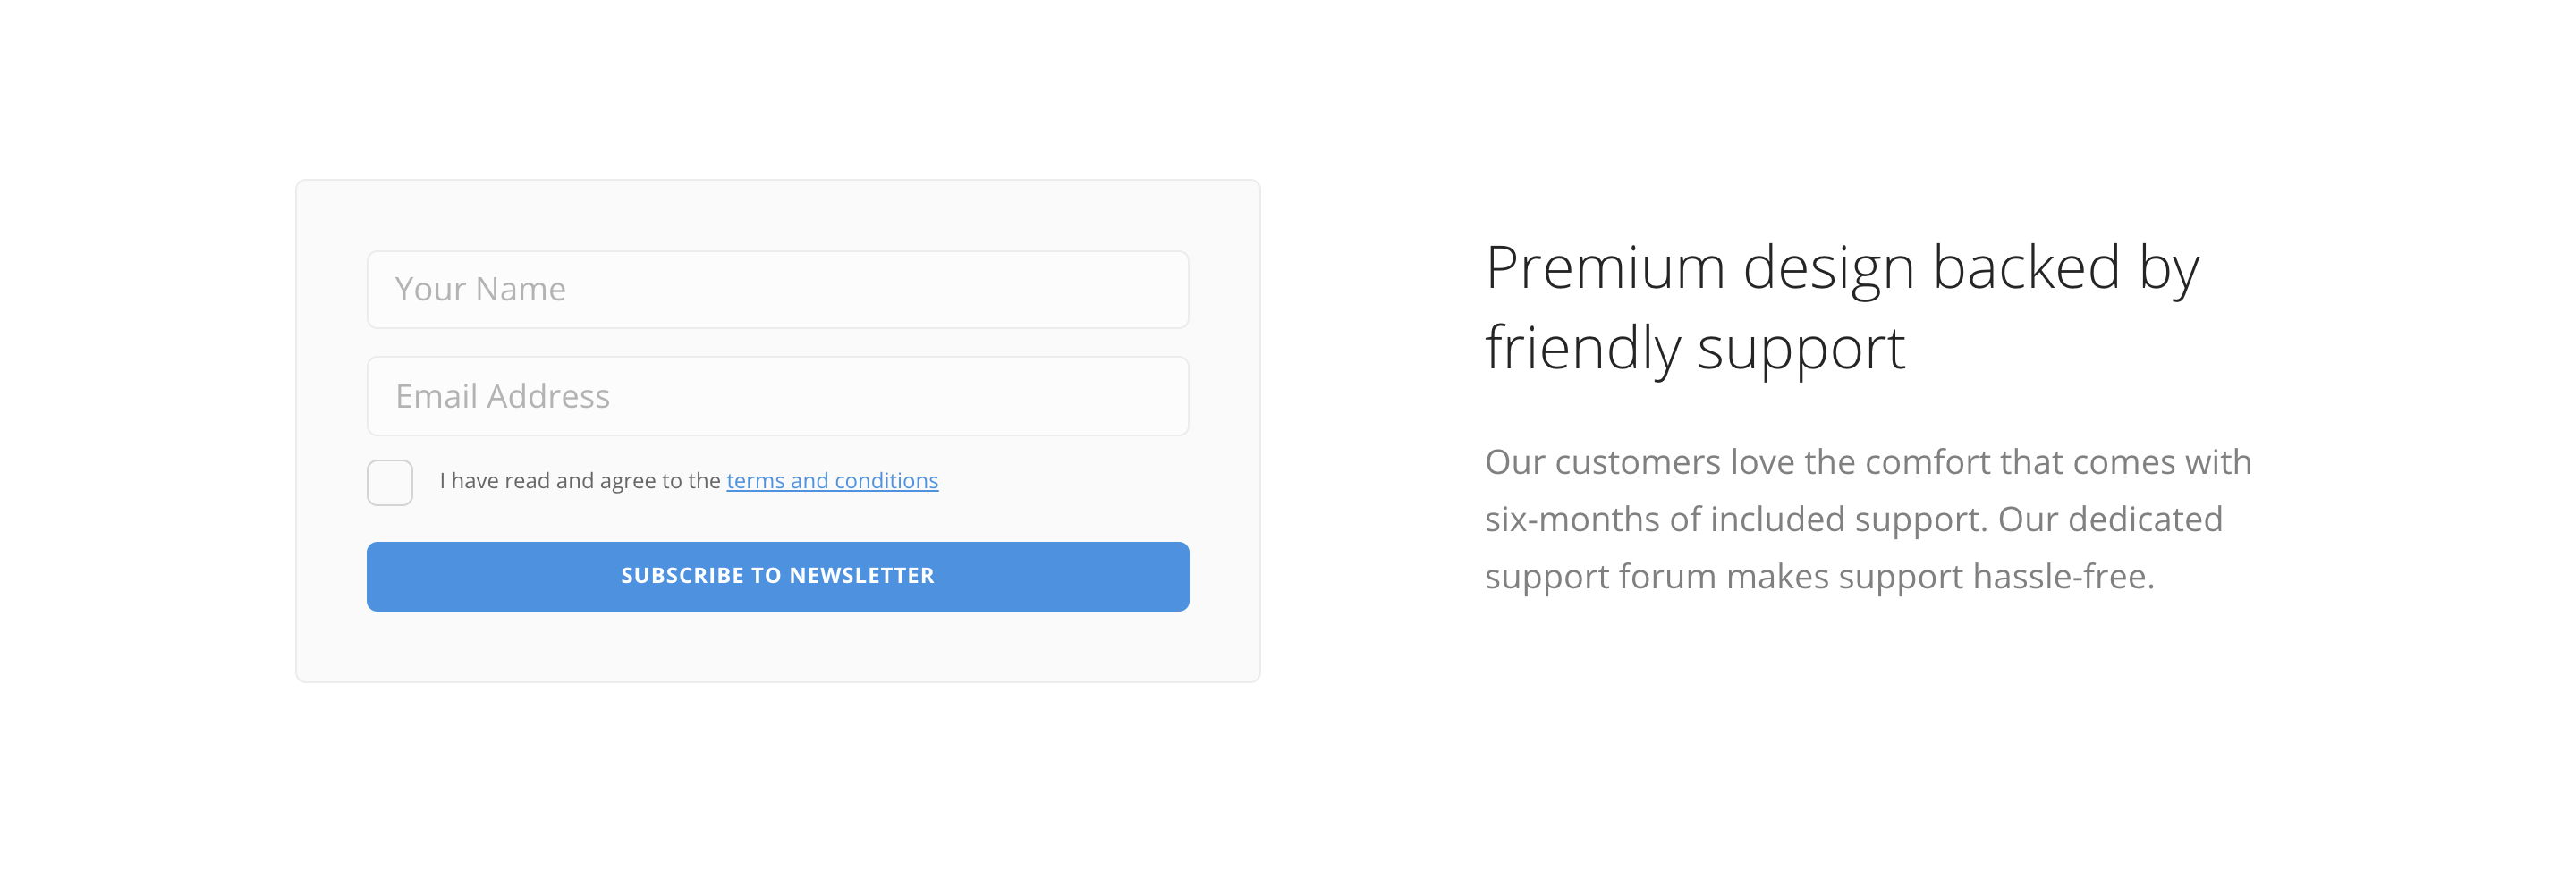 Your Name
Email Address
I have read and agree to the terms and conditions
SUBSCRIBE TO NEWSLETTER
Premium design backed by
friendly support
Our customers love the comfort that comes with
six-months of included support. Our dedicated
support forum makes support hassle-free.